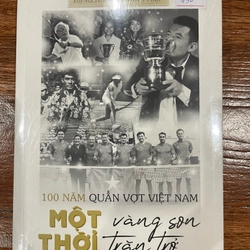 100 NĂM QUẦN VỢT VIỆT NAM
MỘT vàng son
THỜI trăn trở